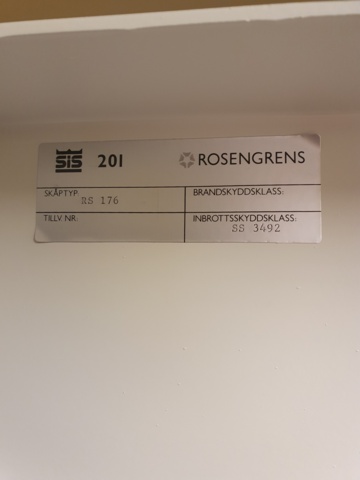 SIS 201 ROSENGRENS
SKÅPTYP: BRANDSKYDDSKLASS:
RS 176
TILLV. NR. INBROTTSSKYDDSKLASS:
SS 3492